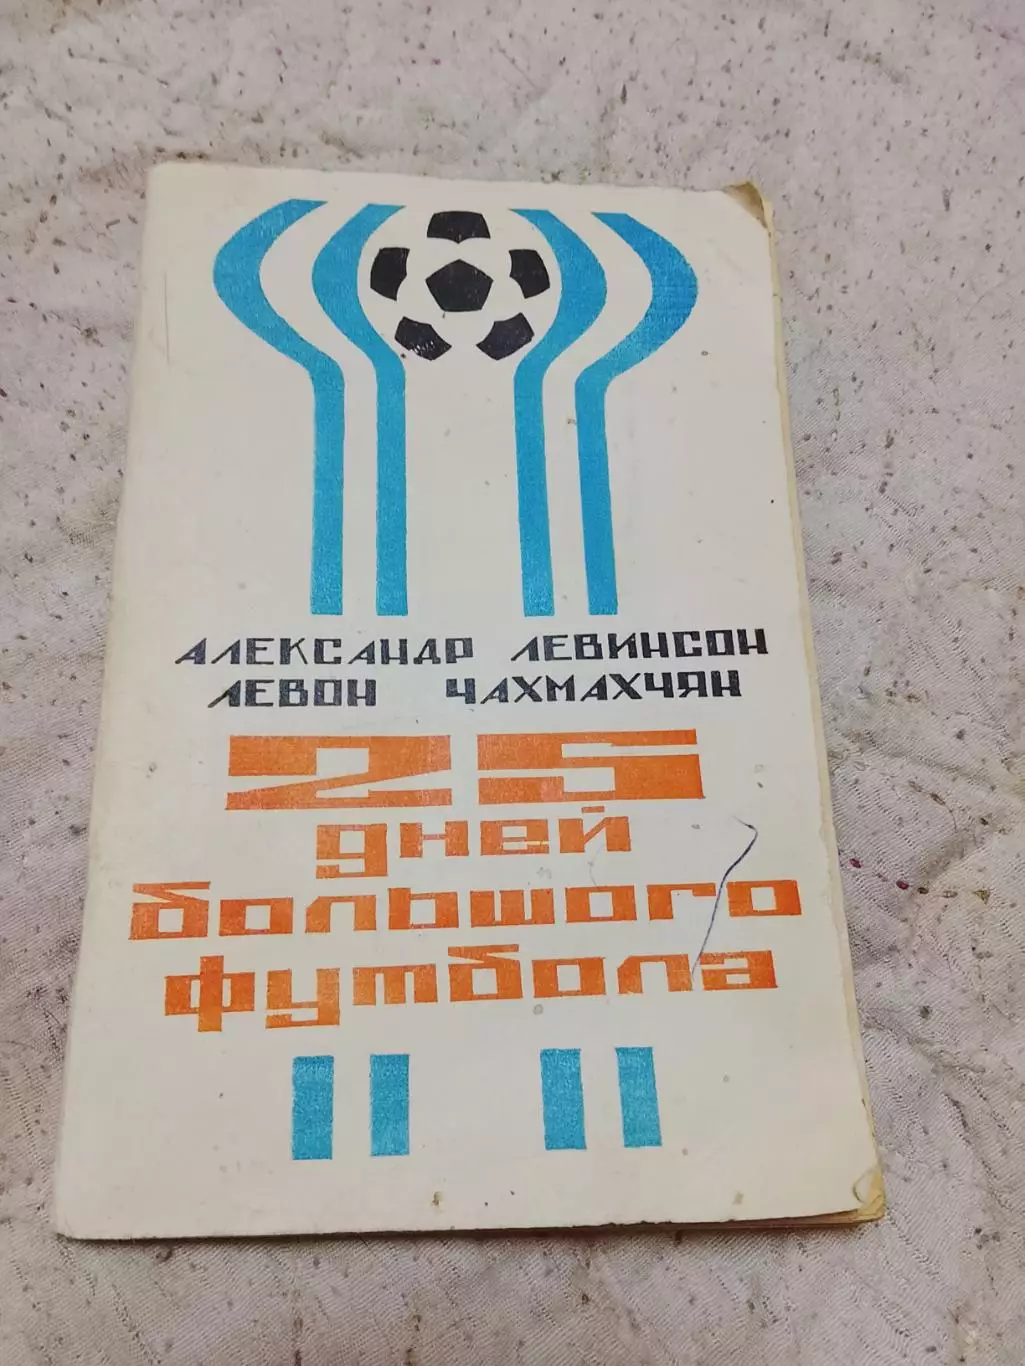 АЛЕКСАНДР ЛЕВИНСОН
ЛЕВОН ЧАХМАХЧЯН
25
дней
большого
футбола